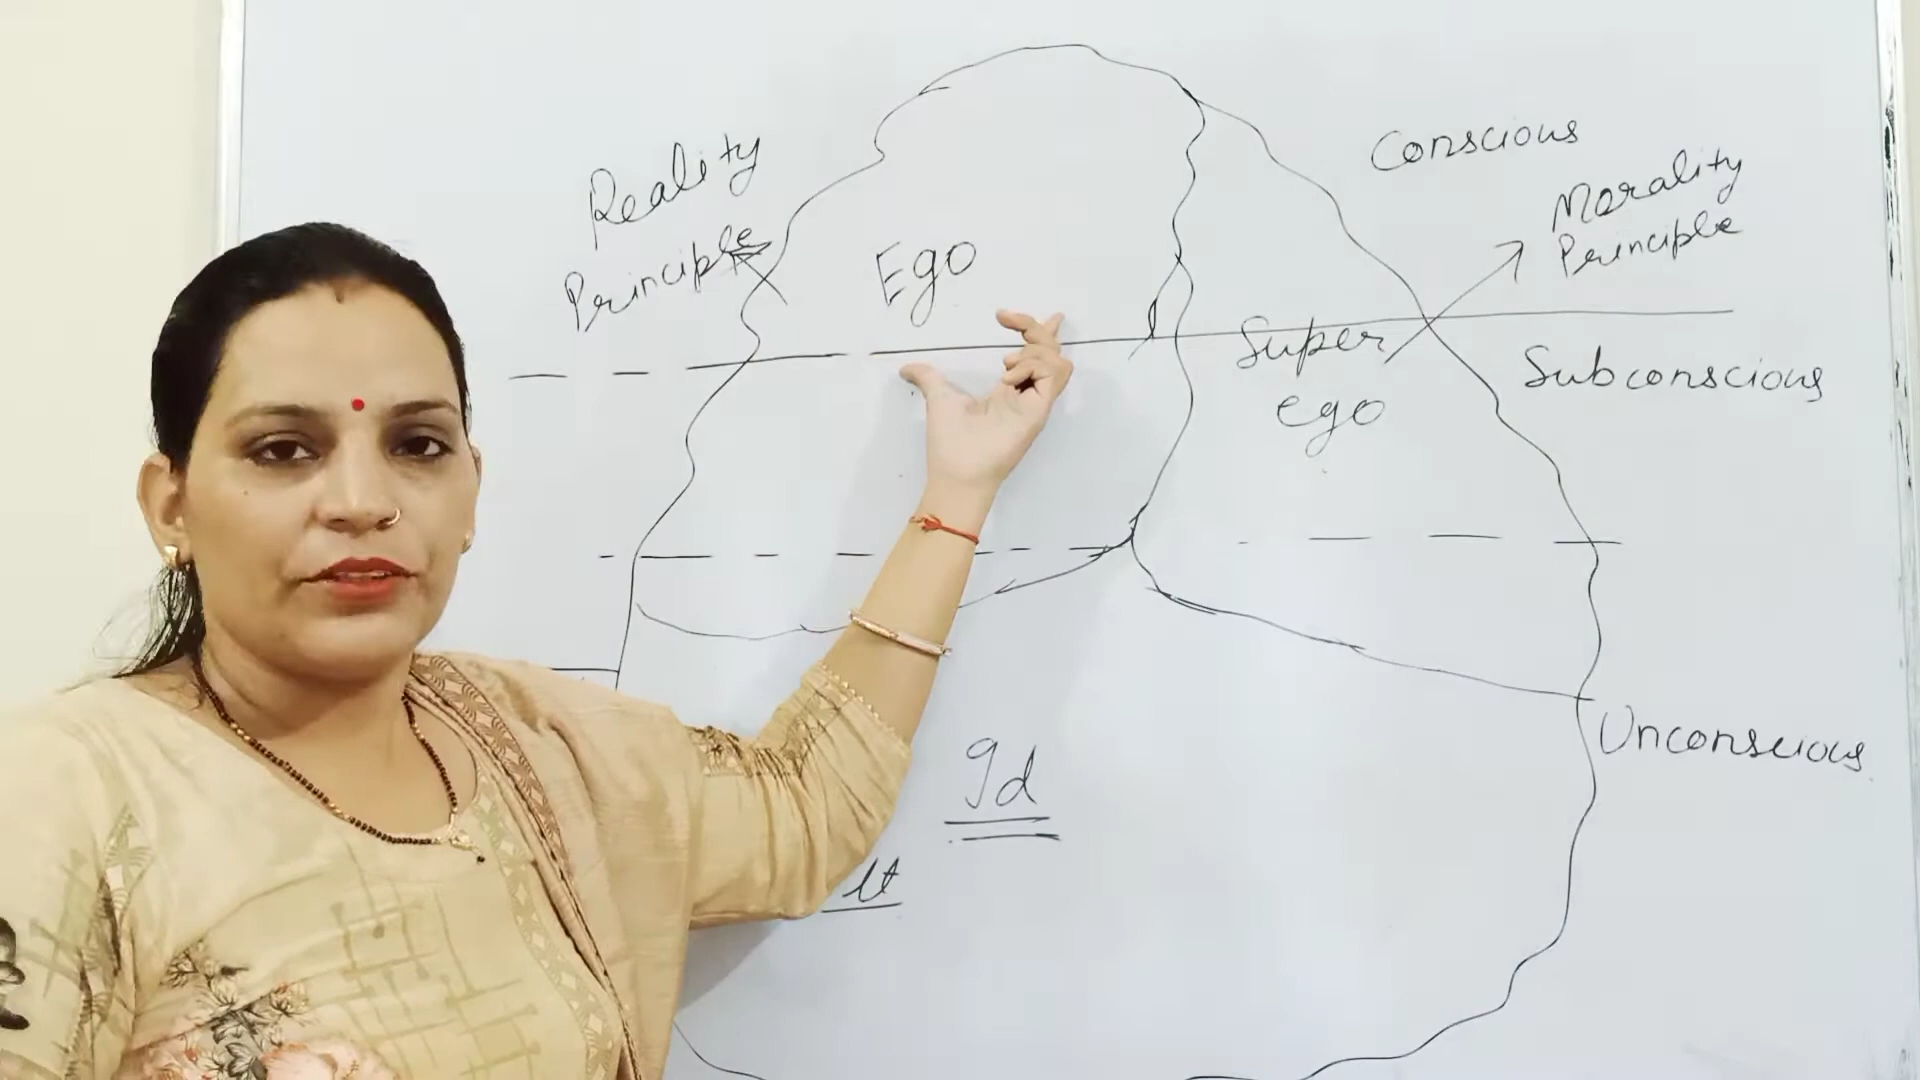 Conscious
Reality
Principle
Morality
Principle
Ego
Super
ego
Subconscious
Unconscious
Id